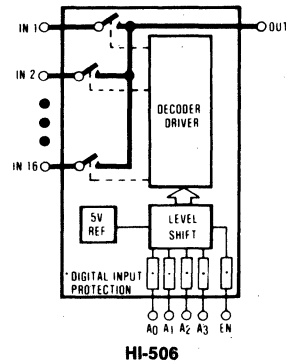 IN 1
OUT
IN 2
DECODER
DRIVER
IN 16
5V
REF
LEVEL
SHIFT
* DIGITAL INPUT
PROTECTION
A0 A1 A2 A3 EN
HI-506